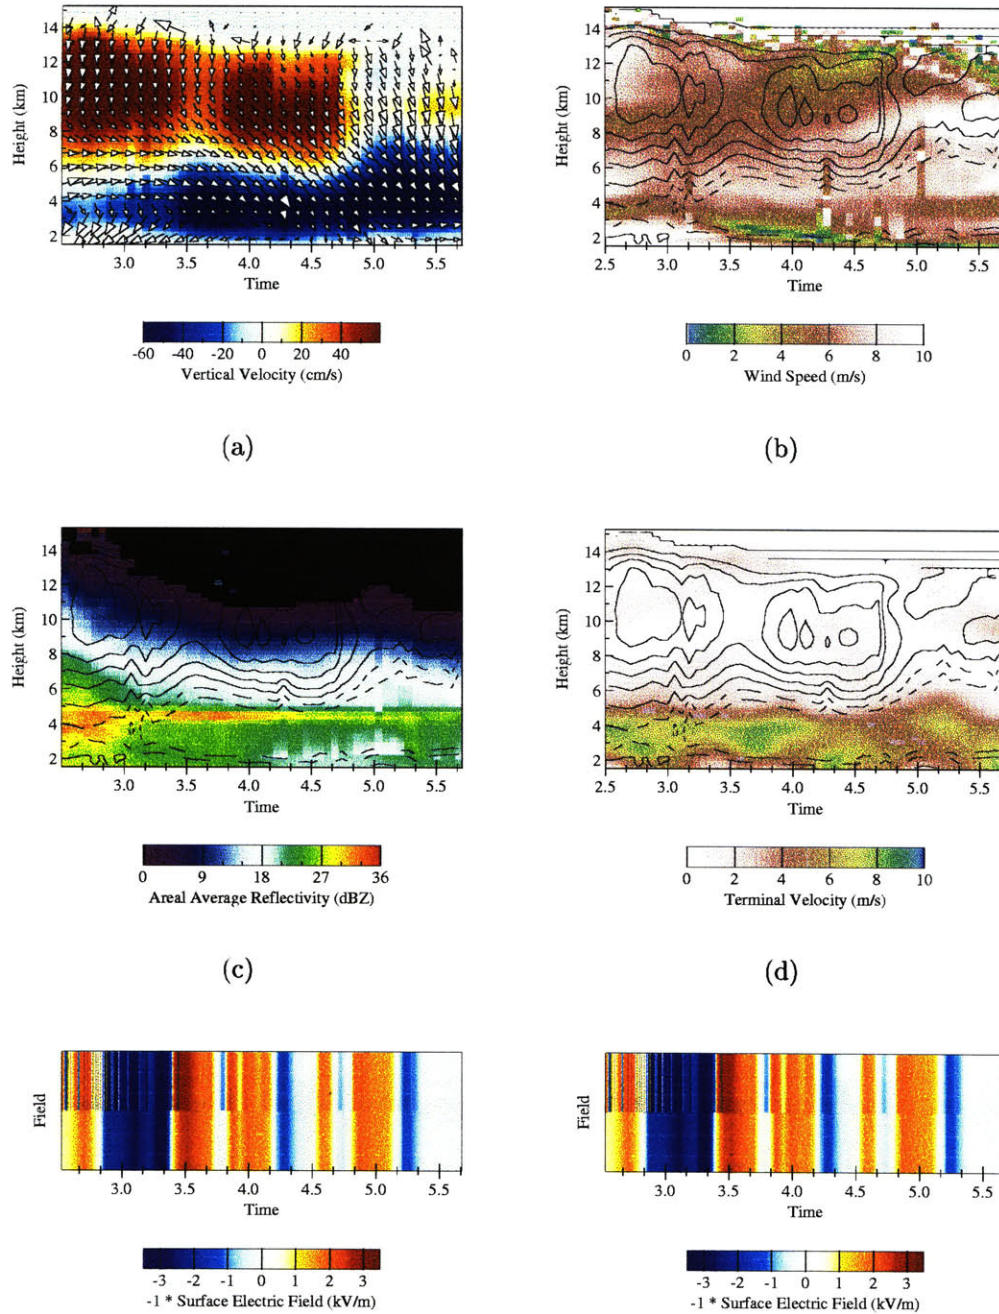 14
12
10
8
6
4
2
Height (km)
3.0 3.5 4.0 4.5 5.0 5.5
Time
-60 -40 -20 0 20 40
Vertical Velocity (cm/s)
(a)
14
12
10
8
6
4
2
Height (km)
2.5 3.0 3.5 4.0 4.5 5.0 5.5
Time
0 2 4 6 8 10
Wind Speed (m/s)
(b)
14
12
10
8
6
4
2
Height (km)
3.0 3.5 4.0 4.5 5.0 5.5
Time
0 9 18 27 36
Areal Average Reflectivity (dBZ)
(c)
14
12
10
8
6
4
2
Height (km)
2.5 3.0 3.5 4.0 4.5 5.0 5.5
Time
0 2 4 6 8 10
Terminal Velocity (m/s)
(d)
Field
3.0 3.5 4.0 4.5 5.0 5.5
Time
-3 -2 -1 0 1 2 3
-1 * Surface Electric Field (kV/m)
Field
2.5 3.0 3.5 4.0 4.5 5.0 5.5
Time
-3 -2 -1 0 1 2 3
-1 * Surface Electric Field (kV/m)